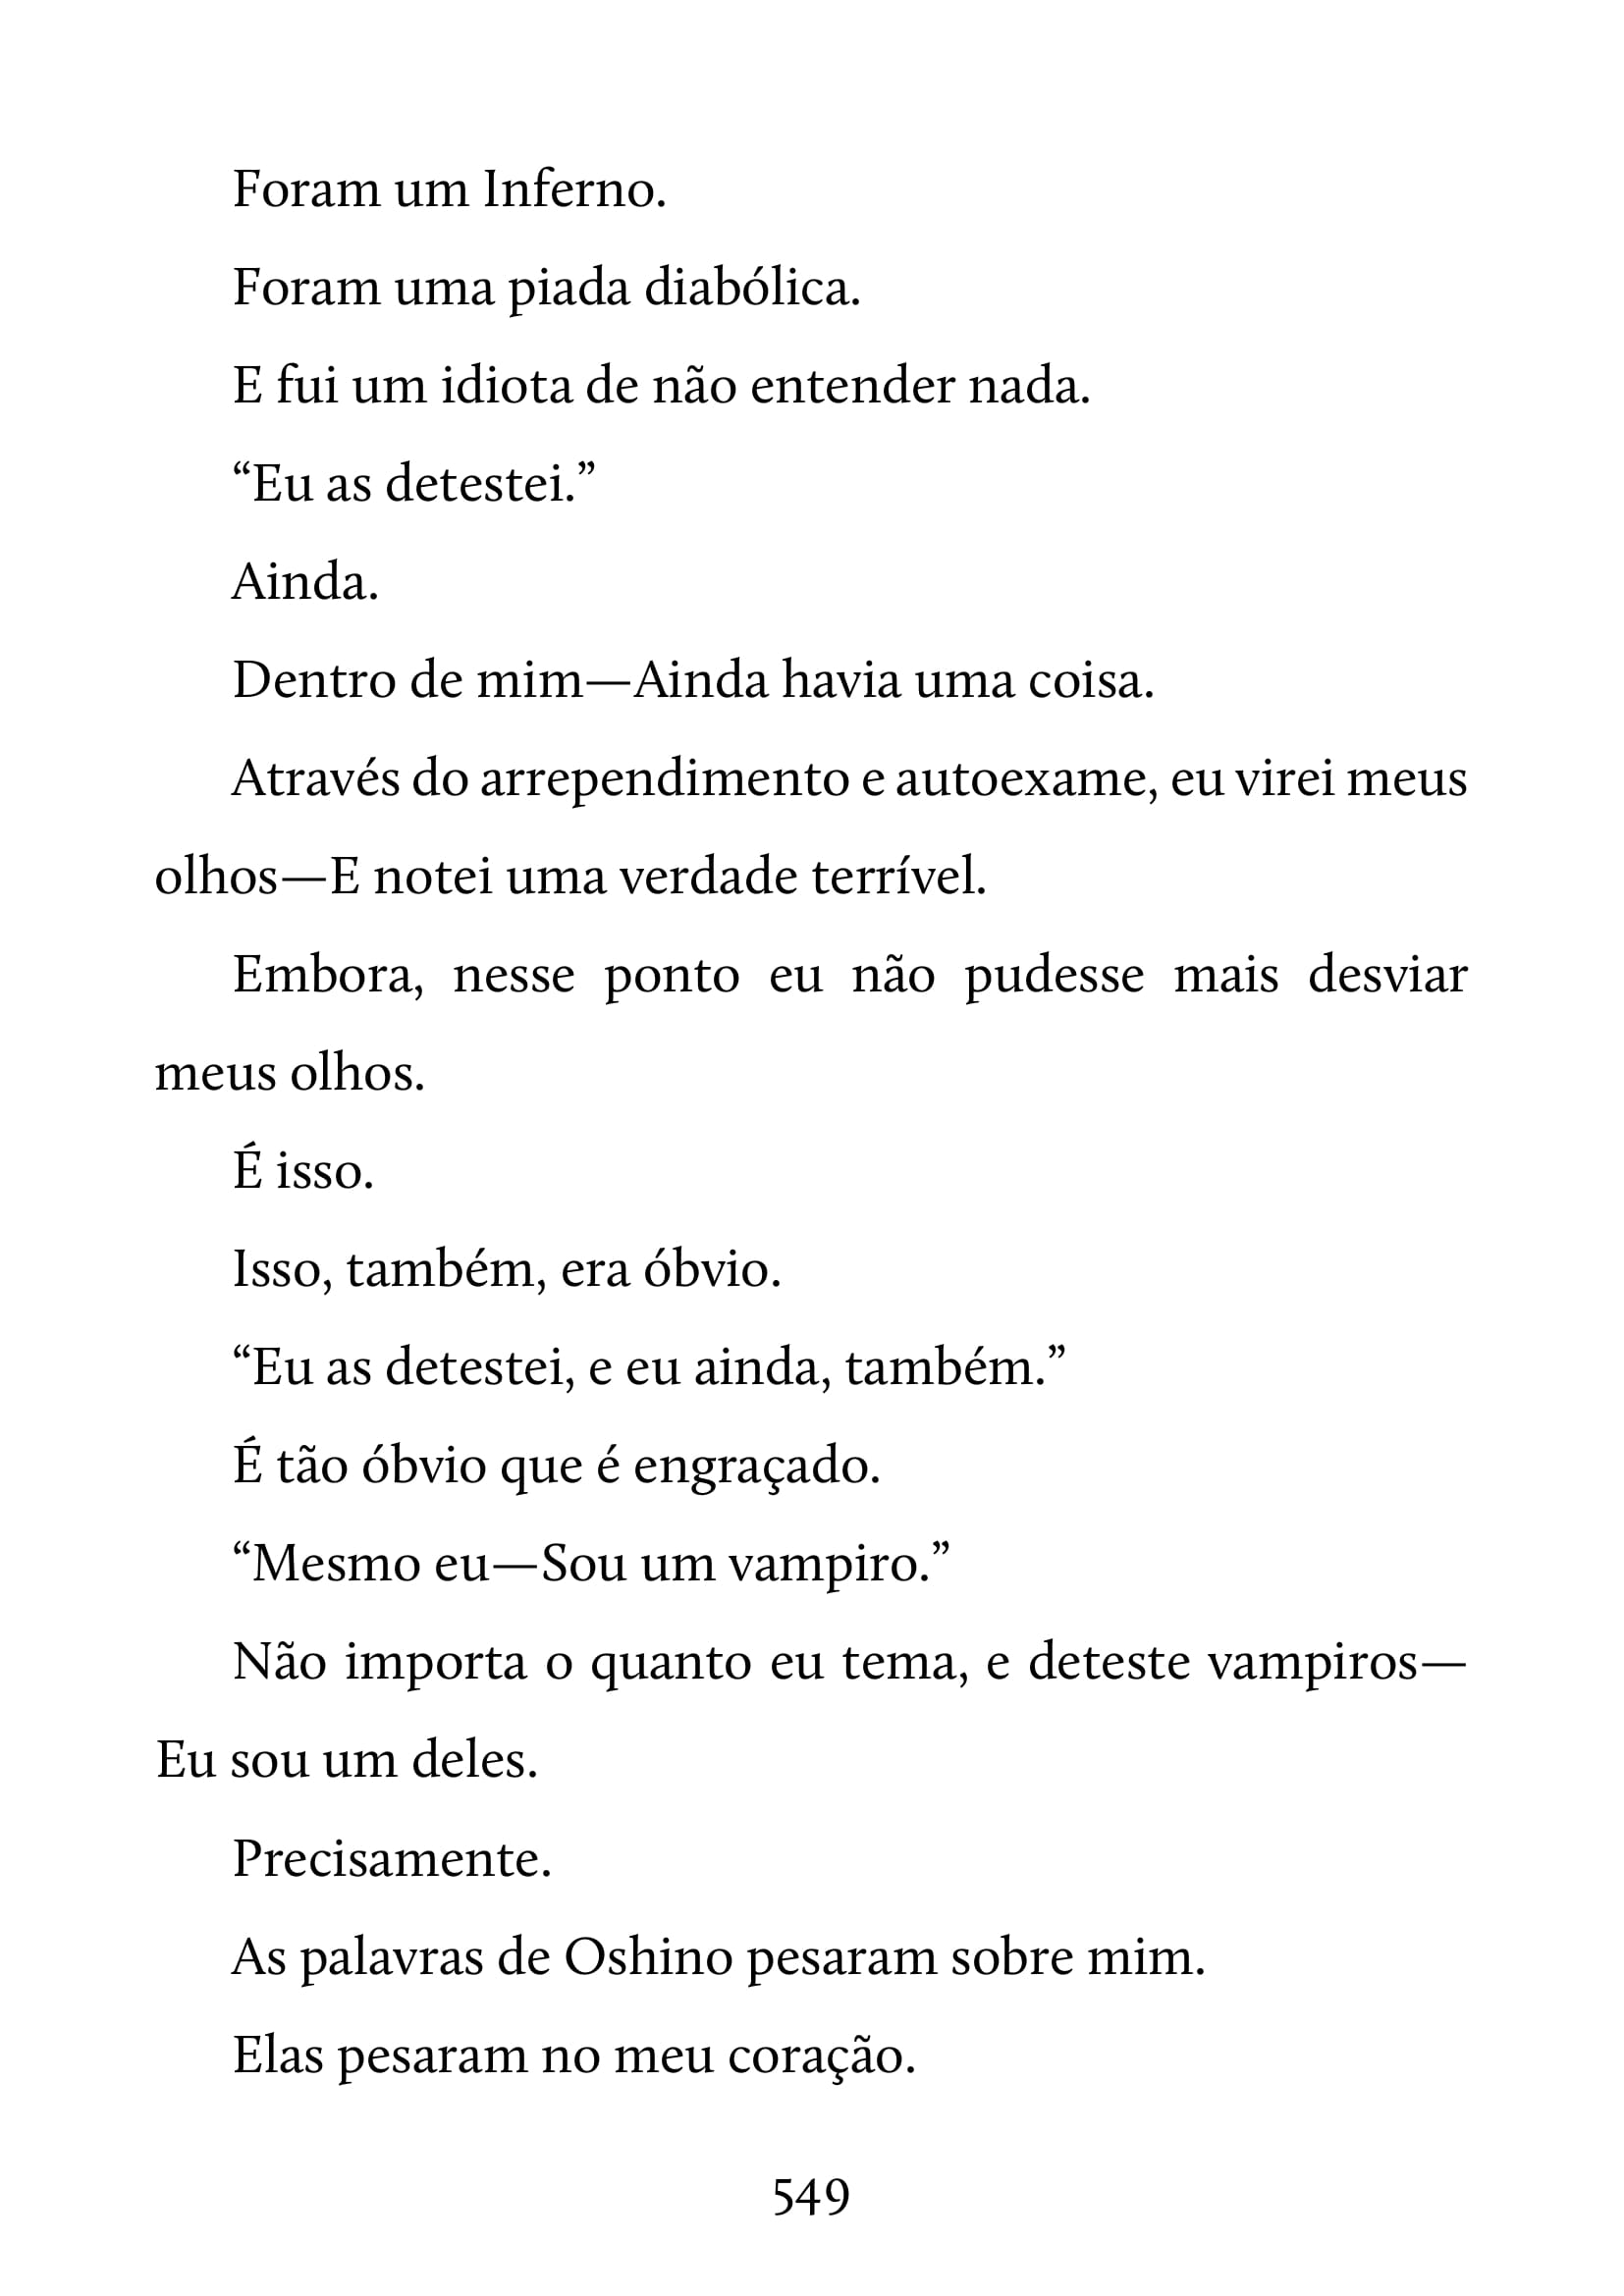 Foram um Inferno.
Foram uma piada diabólica.
E fui um idiota de não entender nada.
“Eu as detestei.”
Ainda.
Dentro de mim—Ainda havia uma coisa.
Através do arrependimento e autoexame, eu virei meus
olhos—E notei uma verdade terrível.
Embora, nesse ponto eu não pudesse mais desviar
meus olhos.
É isso.
Isso, também, era óbvio.
“Eu as detestei, e eu ainda, também.”
É tão óbvio que é engraçado.
“Mesmo eu—Sou um vampiro.”
Não importa o quanto eu tema, e deteste vampiros—
Eu sou um deles.
Precisamente.
As palavras de Oshino pesaram sobre mim.
Elas pesaram no meu coração.
549